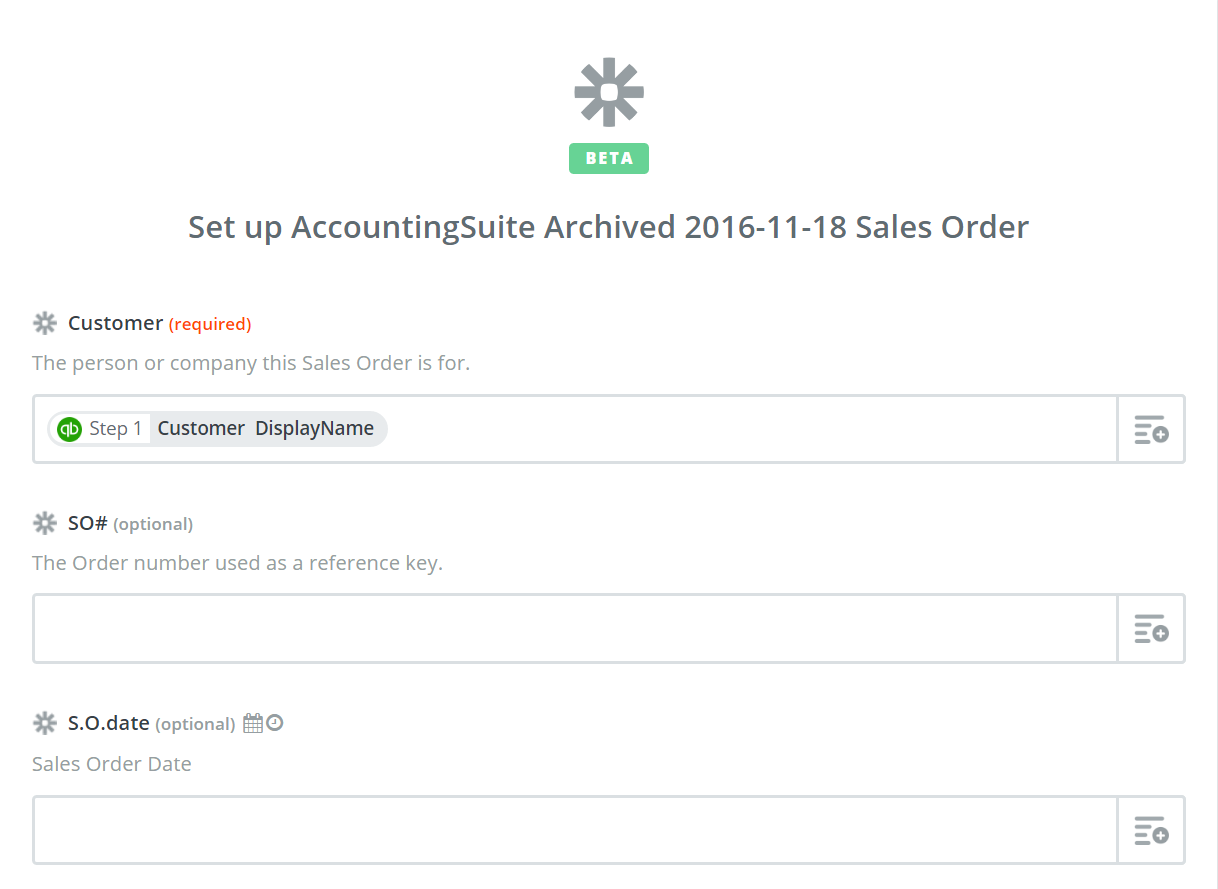 BETA
Set up AccountingSuite Archived 2016-11-18 Sales Order
Customer (required)
The person or company this Sales Order is for.
qb Step 1 Customer DisplayName
SO# (optional)
The Order number used as a reference key.
S.O.date (optional)
Sales Order Date